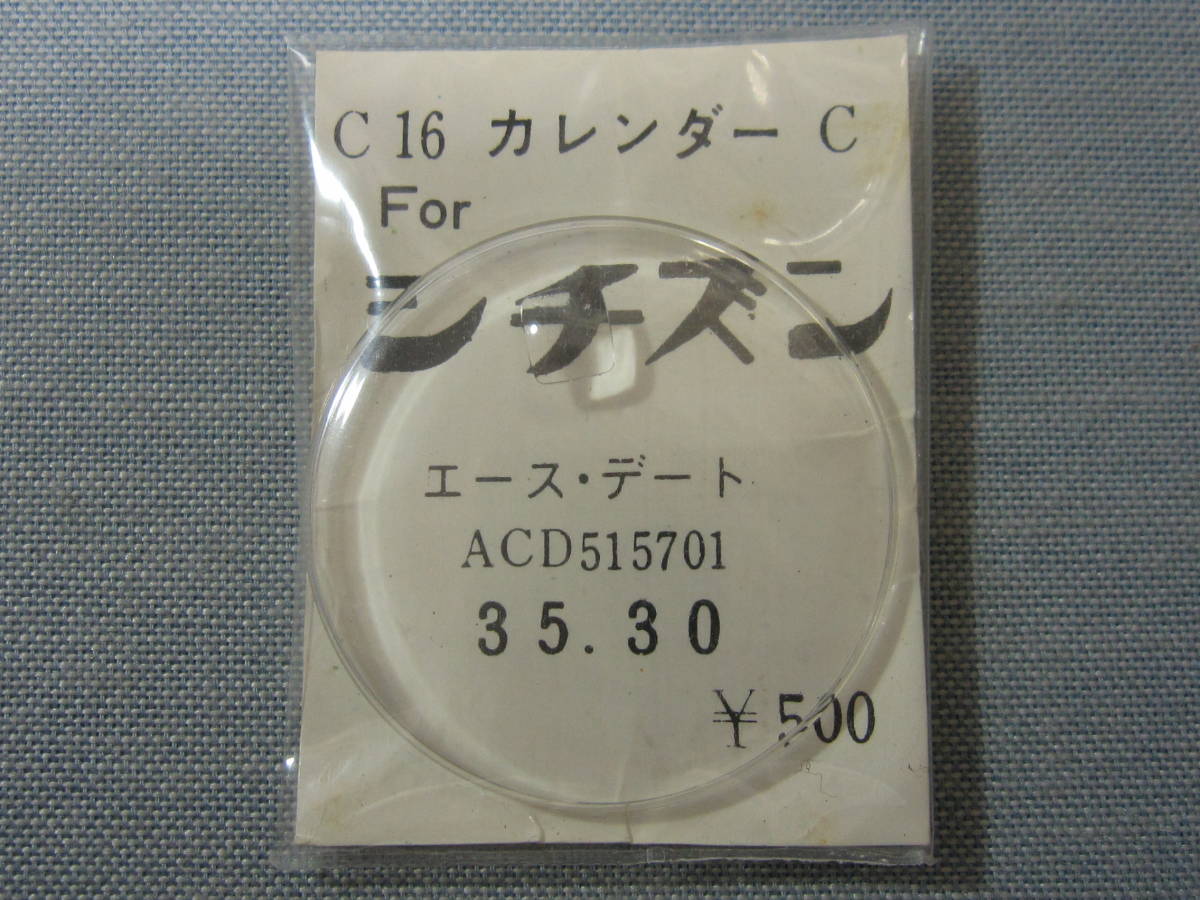 C 16 カレンダー C
For
シチズン
エース・デート
ACD515701
35.30
¥500